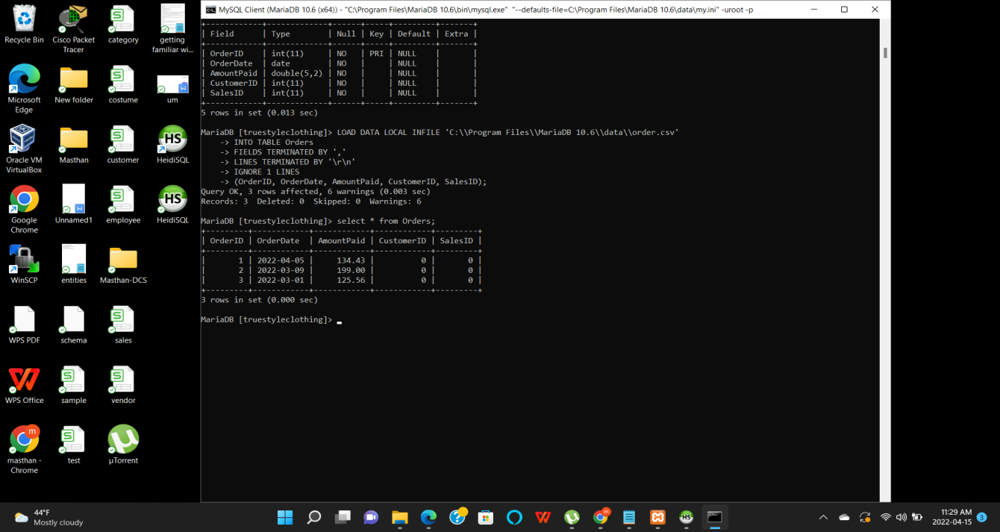 Recycle Bin
Cisco Packet
Tracer
category
getting
familiar wi...
Microsoft
Edge
New folder
costume
um
Oracle VM
VirtualBox
Masthan
customer
HeidiSQL
Google
Chrome
Unnamed1
employee
HeidiSQL
WinSCP
entities
Masthan-DCS
WPS PDF
schema
sales
WPS Office
sample
vendor
masthan -
Chrome
test
µTorrent
MySQL Client (MariaDB 10.6 (x64)) - "C:\Program Files\MariaDB 10.6\bin\mysql.exe" "--defaults-file=C:\Program Files\MariaDB 10.6\data\my.ini" -uroot -p
+------------+-------------+------+-----+---------+-------+
| Field | Type | Null | Key | Default | Extra |
+------------+-------------+------+-----+---------+-------+
| OrderID | int(11) | NO | PRI | NULL | |
| OrderDate | date | NO | | NULL | |
| AmountPaid | double(5,2) | NO | | NULL | |
| CustomerID | int(11) | NO | | NULL | |
| SalesID | int(11) | NO | | NULL | |
+------------+-------------+------+-----+---------+-------+
5 rows in set (0.013 sec)
MariaDB [truestyleclothing]> LOAD DATA LOCAL INFILE 'C:\\Program Files\\MariaDB 10.6\\data\\order.csv'
-> INTO TABLE Orders
-> FIELDS TERMINATED BY ','
-> LINES TERMINATED BY '\r\n'
-> IGNORE 1 LINES
-> (OrderID, OrderDate, AmountPaid, CustomerID, SalesID);
Query OK, 3 rows affected, 6 warnings (0.003 sec)
Records: 3 Deleted: 0 Skipped: 0 Warnings: 6
MariaDB [truestyleclothing]> select * from Orders;
+---------+------------+------------+------------+---------+
| OrderID | OrderDate | AmountPaid | CustomerID | SalesID |
+---------+------------+------------+------------+---------+
| 1 | 2022-04-05 | 134.43 | 0 | 0 |
| 2 | 2022-03-09 | 199.00 | 0 | 0 |
| 3 | 2022-03-01 | 125.56 | 0 | 0 |
+---------+------------+------------+------------+---------+
3 rows in set (0.000 sec)
MariaDB [truestyleclothing]> _
44°F
Mostly cloudy
11:29 AM
2022-04-15
3